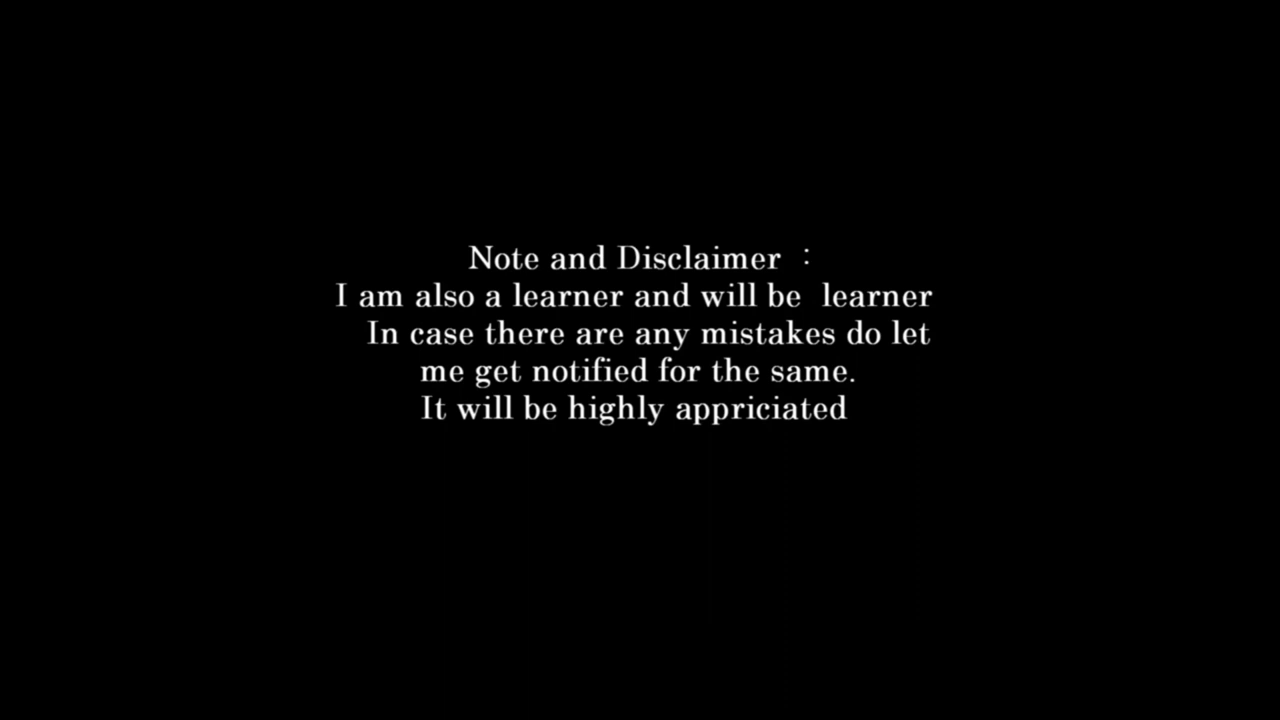 Note and Disclaimer :
I am also a learner and will be learner
In case there are any mistakes do let
me get notified for the same.
It will be highly appriciated